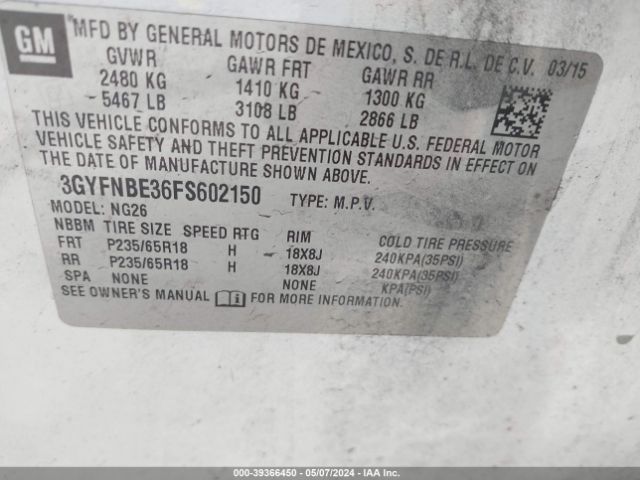 GM
MFD BY GENERAL MOTORS DE MEXICO, S. DE R.L. DE C.V. 03/15
GVWR GAWR FRT GAWR RR
2480 KG 1410 KG 1300 KG
5467 LB 3108 LB 2866 LB
THIS VEHICLE CONFORMS TO ALL APPLICABLE U.S. FEDERAL MOTOR
VEHICLE SAFETY AND THEFT PREVENTION STANDARDS IN EFFECT ON
THE DATE OF MANUFACTURE SHOWN ABOVE.
3GYFNBE36FS602150 TYPE: M.P.V.
MODEL: NG26
NBBM TIRE SIZE SPEED RTG RIM COLD TIRE PRESSURE
FRT P235/65R18 H 18X8J 240KPA(35PSI)
RR P235/65R18 H 18X8J 240KPA(35PSI)
SPA NONE NONE KPA(PSI)
SEE OWNER'S MANUAL i FOR MORE INFORMATION.
000-39366450 - 05/07/2024 - iaai.com